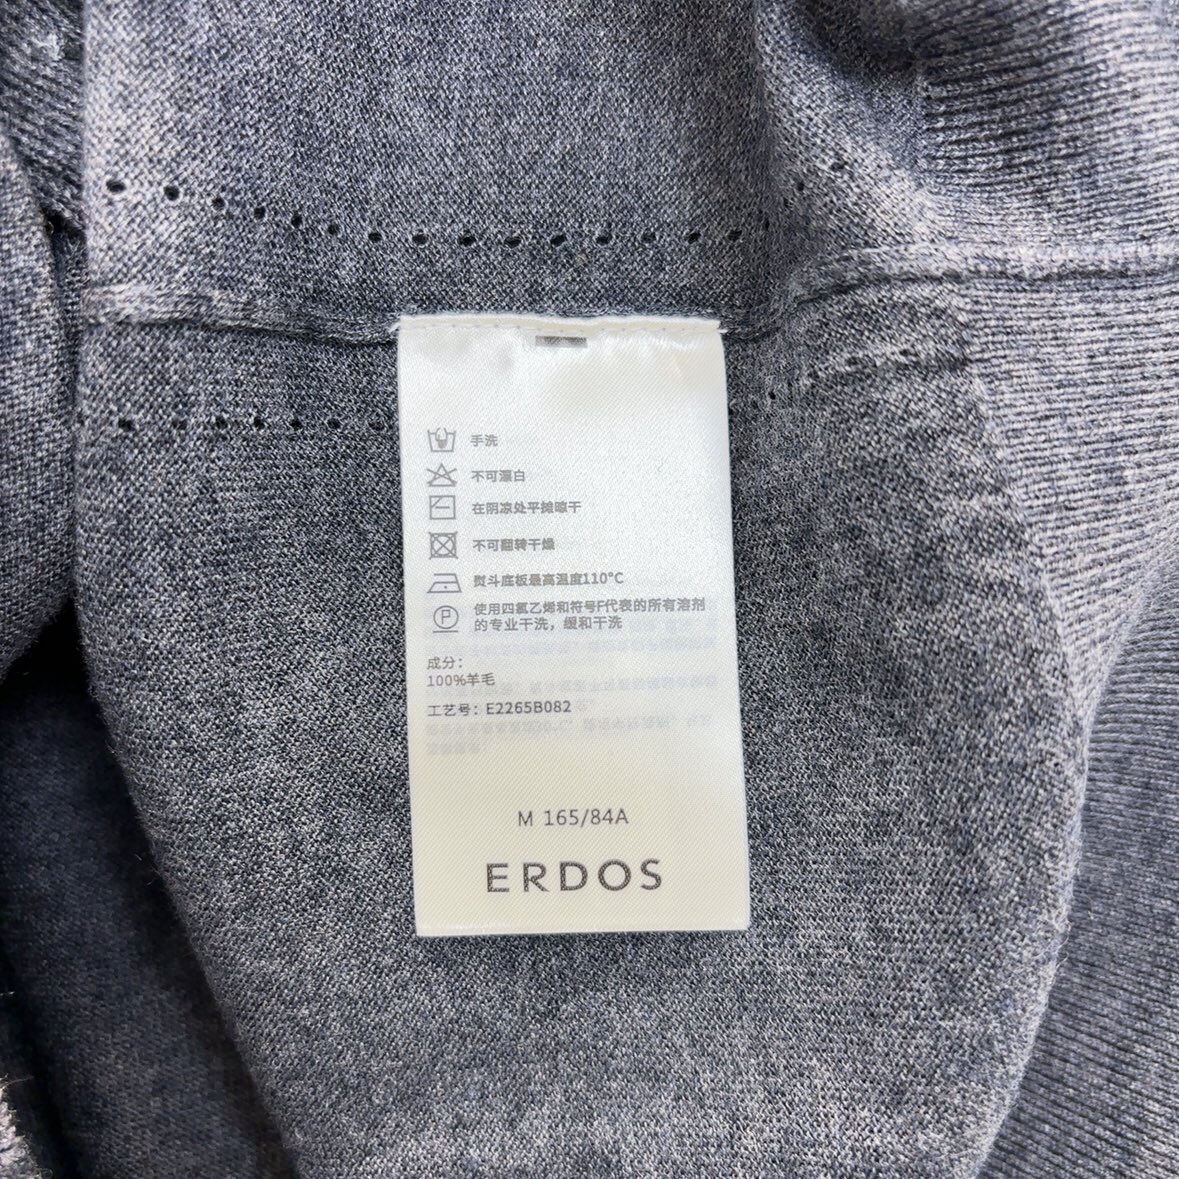 手洗
不可漂白
在阴凉处平摊晾干
不可翻转干燥
熨斗底板最高温度110°C
P
使用四氯乙烯和符号F代表的所有溶剂
的专业干洗，缓和干洗
成分：
100%羊毛
工艺号：E2265B082
M 165/84A
ERDOS